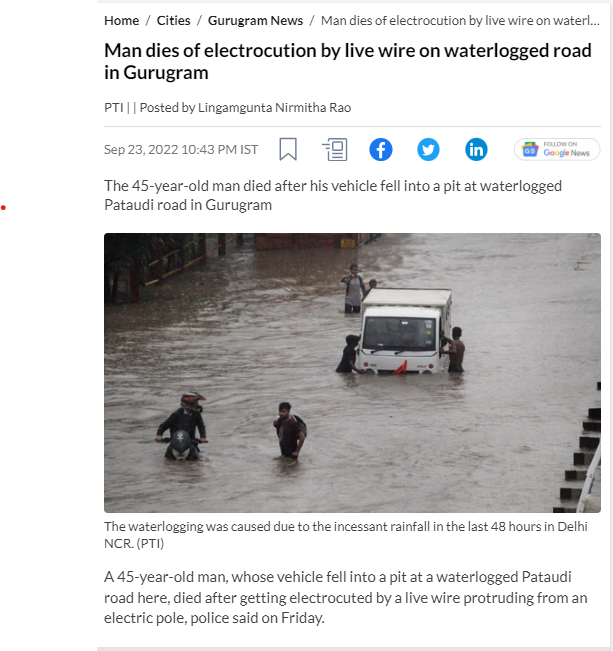 Home / Cities / Gurugram News / Man dies of electrocution by live wire on waterl...
Man dies of electrocution by live wire on waterlogged road
in Gurugram
PTI | | Posted by Lingamgunta Nirmitha Rao
Sep 23, 2022 10:43 PM IST
FOLLOW ON
Google News
The 45-year-old man died after his vehicle fell into a pit at waterlogged
Pataudi road in Gurugram
The waterlogging was caused due to the incessant rainfall in the last 48 hours in Delhi
NCR. (PTI)
A 45-year-old man, whose vehicle fell into a pit at a waterlogged Pataudi
road here, died after getting electrocuted by a live wire protruding from an
electric pole, police said on Friday.